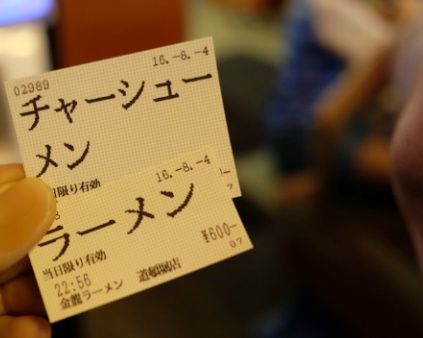 02989 16.-8.-4
チャーシュー
メン
日限り有効
16.-8.-4
ラーメン
¥600-
当日限り有効 07
22:56
金龍ラーメン 道頓堀店